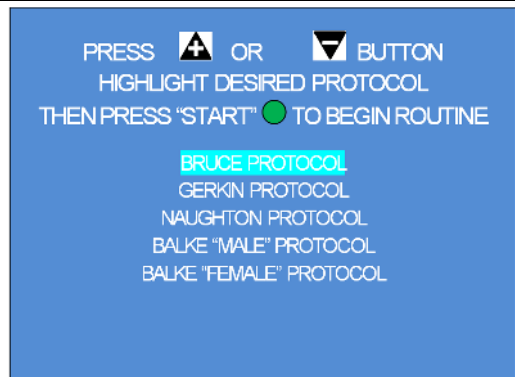 PRESS + OR - BUTTON
HIGHLIGHT DESIRED PROTOCOL
THEN PRESS "START" TO BEGIN ROUTINE
BRUCE PROTOCOL
GERKIN PROTOCOL
NAUGHTON PROTOCOL
BALKE "MALE" PROTOCOL
BALKE "FEMALE" PROTOCOL